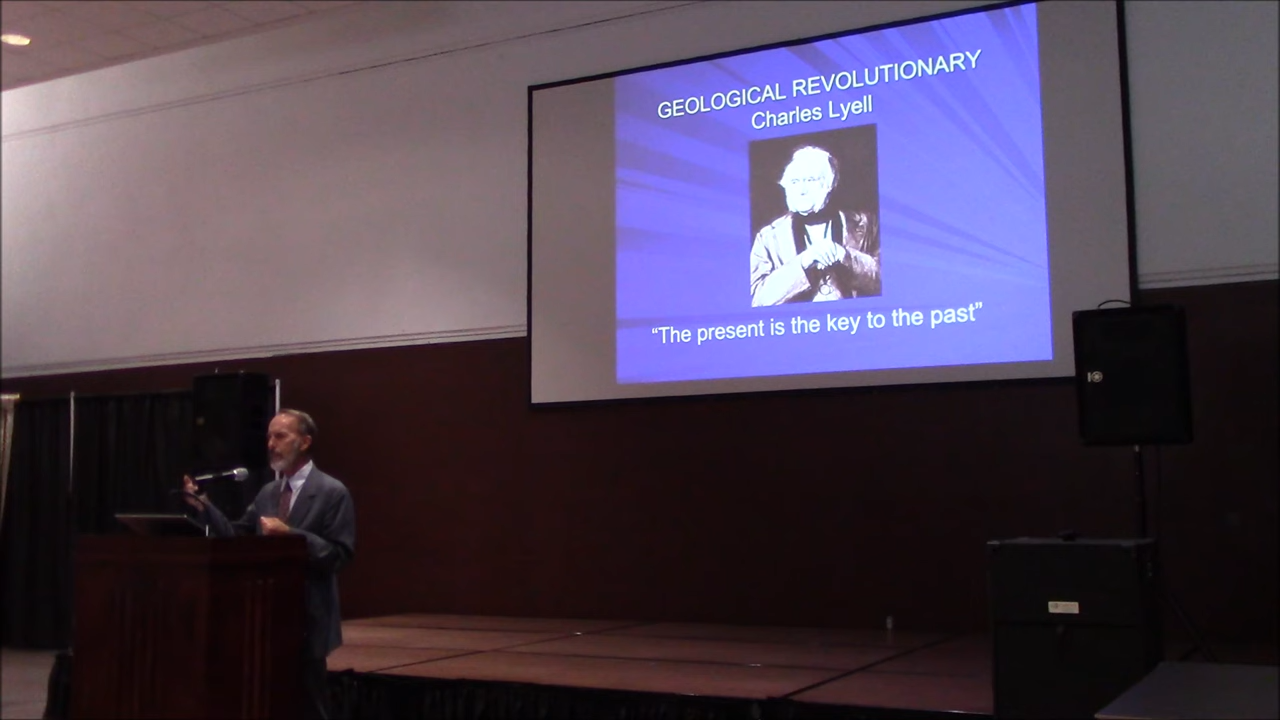 GEOLOGICAL REVOLUTIONARY
Charles Lyell
“The present is the key to the past”